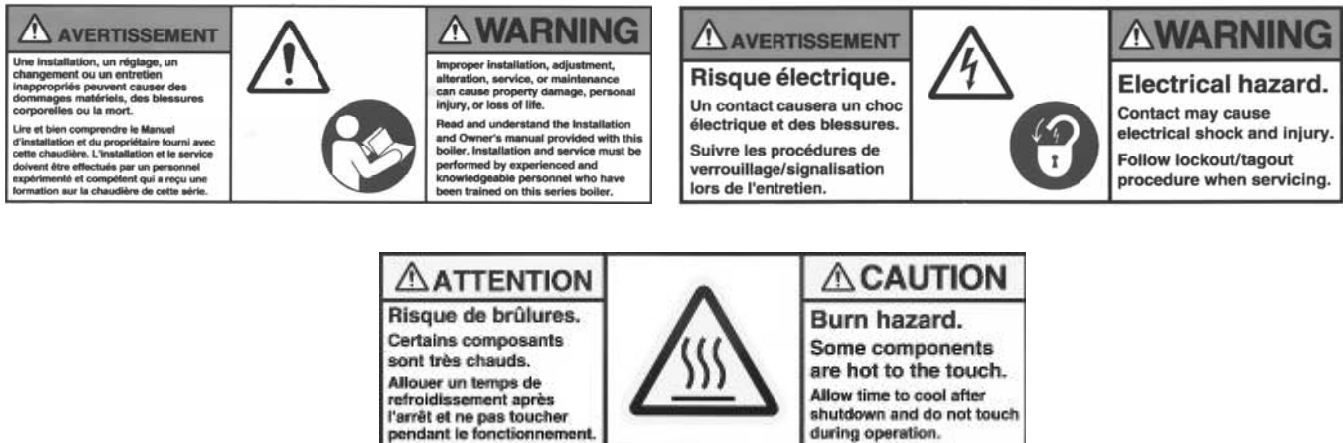 AVERTISSEMENT
Une installation, un réglage, un
changement ou un entretien
inappropriés peuvent causer des
dommages matériels, des blessures
corporelles ou la mort.
Lire et bien comprendre le Manuel
d'installation et du propriétaire fourni avec
cette chaudière. L'installation et le service
doivent être effectués par un personnel
expérimenté et compétent qui a reçu une
formation sur la chaudière de cette série.
WARNING
Improper installation, adjustment,
alteration, service, or maintenance
can cause property damage, personal
injury, or loss of life.
Read and understand the Installation
and Owner's manual provided with this
boiler. Installation and service must be
performed by experienced and
knowledgeable personnel who have
been trained on this series boiler.
AVERTISSEMENT
Risque électrique.
Un contact causera un choc
électrique et des blessures.
Suivre les procédures de
verrouillage/signalisation
lors de l'entretien.
WARNING
Electrical hazard.
Contact may cause
electrical shock and injury.
Follow lockout/tagout
procedure when servicing.
ATTENTION
Risque de brûlures.
Certains composants
sont très chauds.
Allouer un temps de
refroidissement après
l'arrêt et ne pas toucher
pendant le fonctionnement.
CAUTION
Burn hazard.
Some components
are hot to the touch.
Allow time to cool after
shutdown and do not touch
during operation.